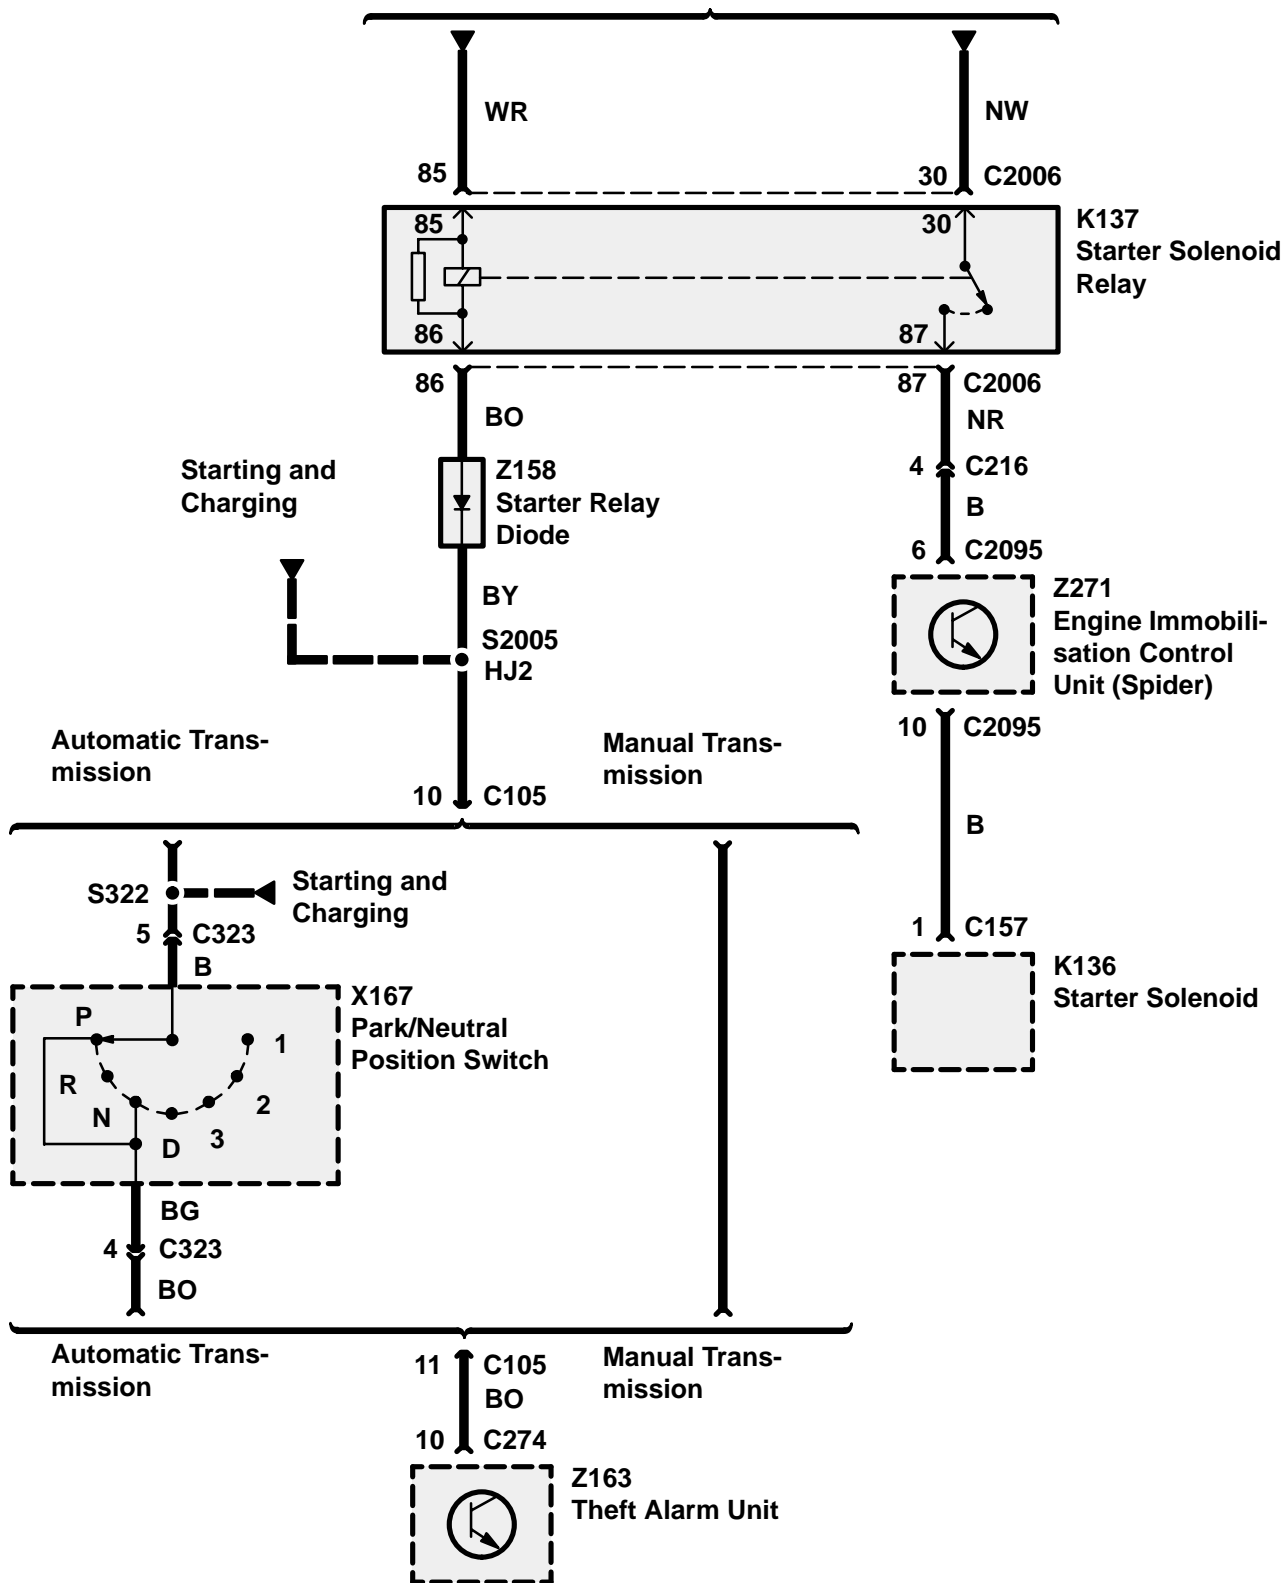 WR
NW
85
30 C2006
K137
Starter Solenoid
Relay
85
30
86
87
86
87 C2006
BO
NR
Starting and
Charging
Z158
Starter Relay
Diode
4 C216
B
6 C2095
Z271
Engine Immobili-
sation Control
Unit (Spider)
BY
S2005
HJ2
10 C2095
Automatic Trans-
mission
Manual Trans-
mission
10 C105
B
S322
Starting and
Charging
5 C323
B
1 C157
K136
Starter Solenoid
X167
Park/Neutral
Position Switch
P
1
R
2
N
3
D
BG
4 C323
BO
Automatic Trans-
mission
11 C105
BO
Manual Trans-
mission
10 C274
Z163
Theft Alarm Unit